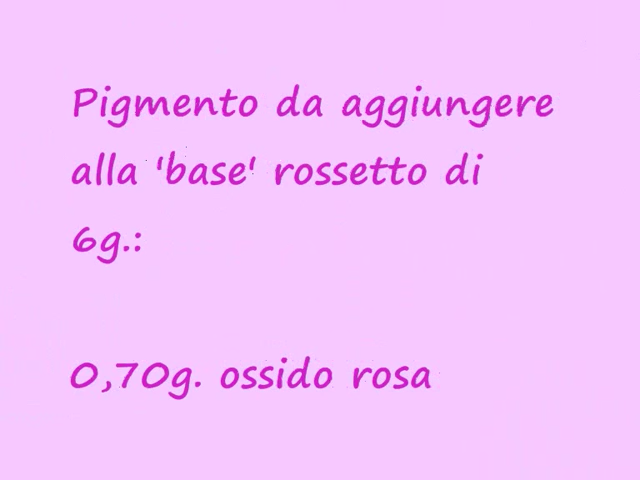 Pigmento da aggiungere
alla 'base' rossetto di
6g.:
0,70g. ossido rosa